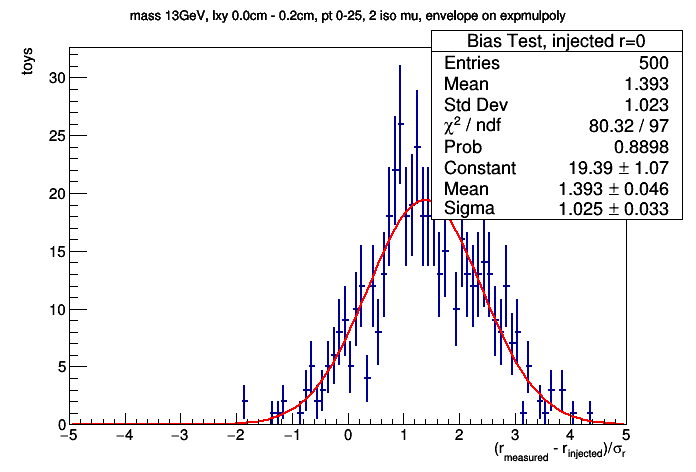 mass 13GeV, lxy 0.0cm - 0.2cm, pt 0-25, 2 iso mu, envelope on expmulpoly
Bias Test, injected r=0
Entries 500
Mean 1.393
Std Dev 1.023
χ² / ndf 80.32 / 97
Prob 0.8898
Constant 19.39 ± 1.07
Mean 1.393 ± 0.046
Sigma 1.025 ± 0.033
toys
30
25
20
15
10
5
0
−5 −4 −3 −2 −1 0 1 2 3 4 5
(r_measured - r_injected)/σ_r